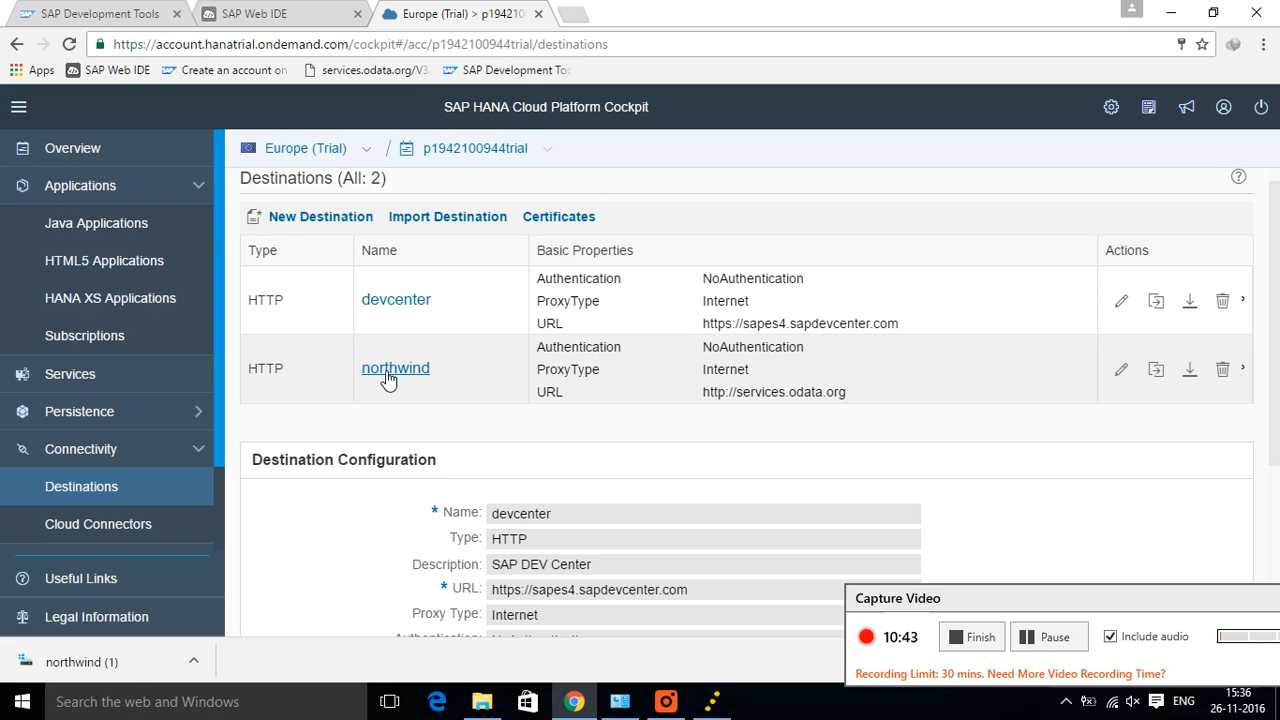 SAP Development Tools
SAP Web IDE
Europe (Trial) > p19421
https://account.hanatrial.ondemand.com/cockpit#/acc/p1942100944trial/destinations
Apps
SAP Web IDE
Create an account on
services.odata.org/V3
SAP Development To
SAP HANA Cloud Platform Cockpit
Overview
Applications
Java Applications
HTML5 Applications
HANA XS Applications
Subscriptions
Services
Persistence
Connectivity
Destinations
Cloud Connectors
Useful Links
Legal Information
Europe (Trial) / p1942100944trial
Destinations (All: 2)
New Destination Import Destination Certificates
Type Name Basic Properties Actions
HTTP devcenter
Authentication NoAuthentication
ProxyType Internet
URL https://sapes4.sapdevcenter.com
HTTP northwind
Authentication NoAuthentication
ProxyType Internet
URL http://services.odata.org
Destination Configuration
* Name: devcenter
Type: HTTP
Description: SAP DEV Center
* URL: https://sapes4.sapdevcenter.com
Proxy Type: Internet
Capture Video
10:43 Finish Pause Include audio
Recording Limit: 30 mins. Need More Video Recording Time?
northwind (1)
Search the web and Windows
ENG
15:36
26-11-2016